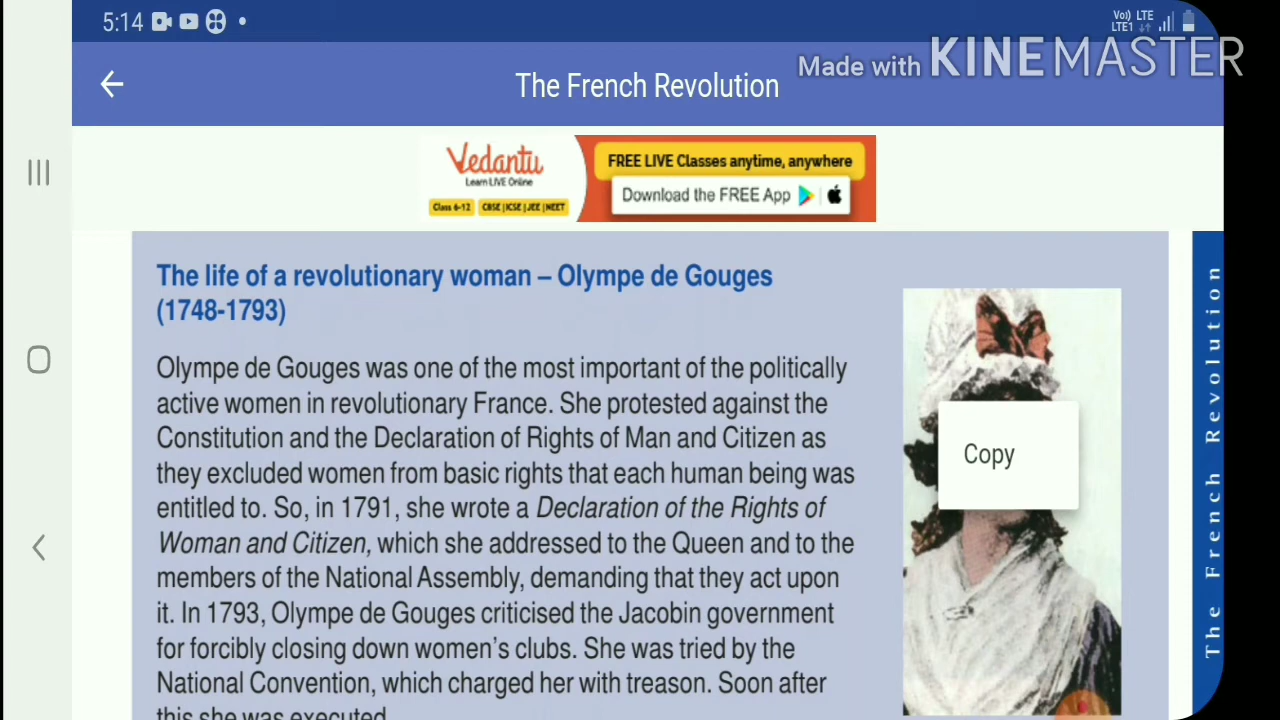 5:14
Vo) LTE
LTE1
Made with KINEMASTER
The French Revolution
Vedantu
Learn LIVE Online
Class 6-12 CBSE | ICSE | JEE | NEET
FREE LIVE Classes anytime, anywhere
Download the FREE App
The life of a revolutionary woman – Olympe de Gouges
(1748-1793)
Olympe de Gouges was one of the most important of the politically
active women in revolutionary France. She protested against the
Constitution and the Declaration of Rights of Man and Citizen as
they excluded women from basic rights that each human being was
entitled to. So, in 1791, she wrote a Declaration of the Rights of
Woman and Citizen, which she addressed to the Queen and to the
members of the National Assembly, demanding that they act upon
it. In 1793, Olympe de Gouges criticised the Jacobin government
for forcibly closing down women's clubs. She was tried by the
National Convention, which charged her with treason. Soon after
this she was executed.
Copy
The French Revolution